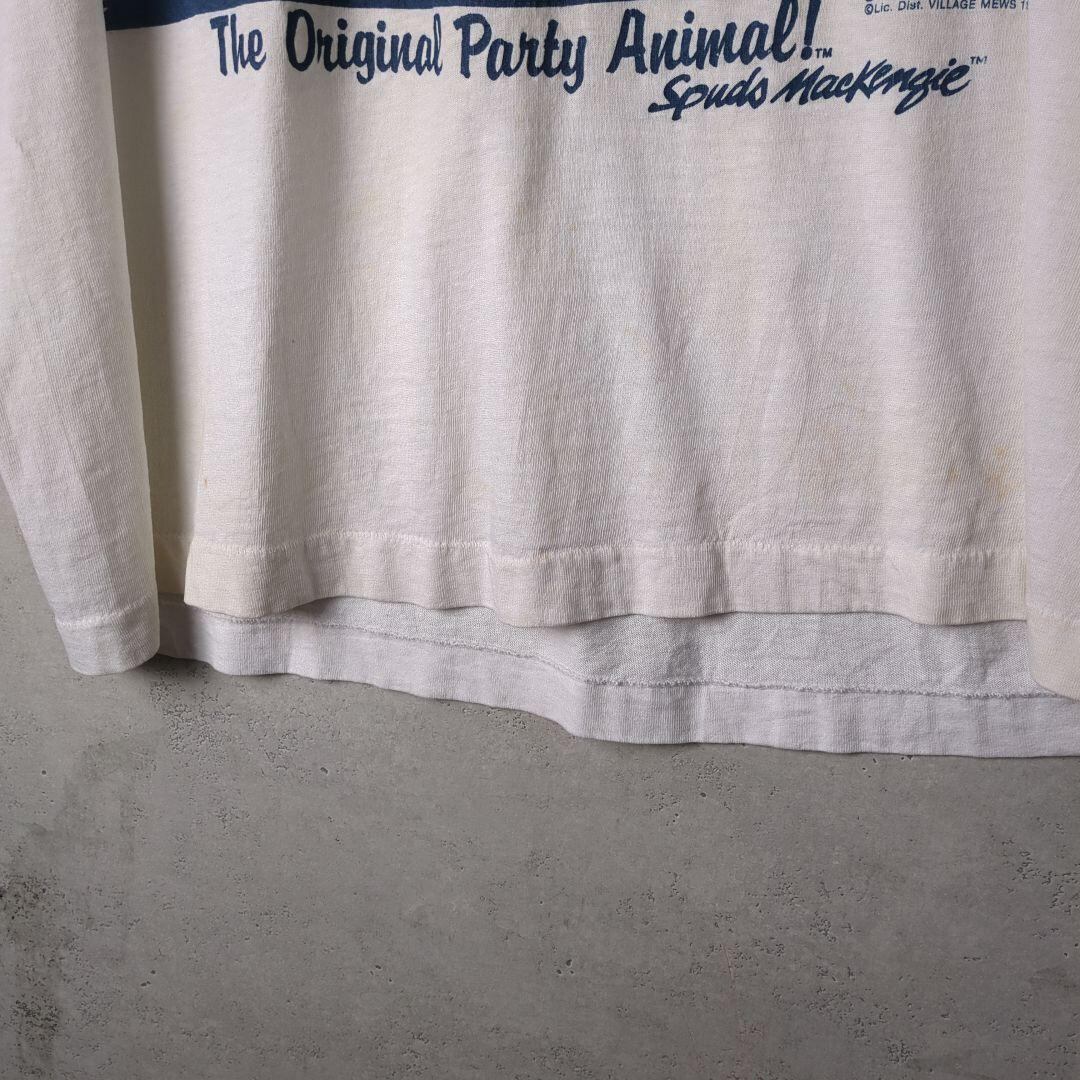 ©Lic. Dist. VILLAGE MEWS
The Original Party Animal!™
Spuds MacKenzie™